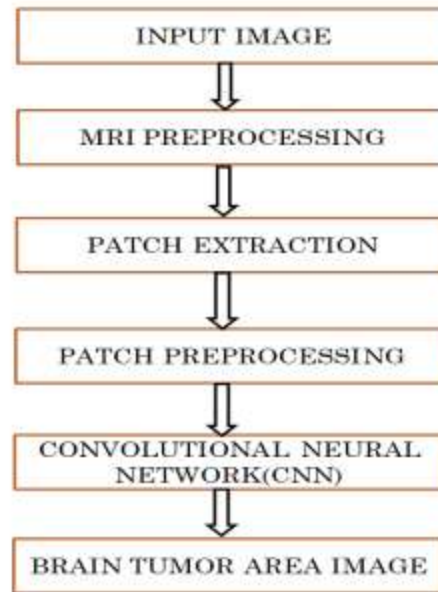 INPUT IMAGE
MRI PREPROCESSING
PATCH EXTRACTION
PATCH PREPROCESSING
CONVOLUTIONAL NEURAL
NETWORK(CNN)
BRAIN TUMOR AREA IMAGE